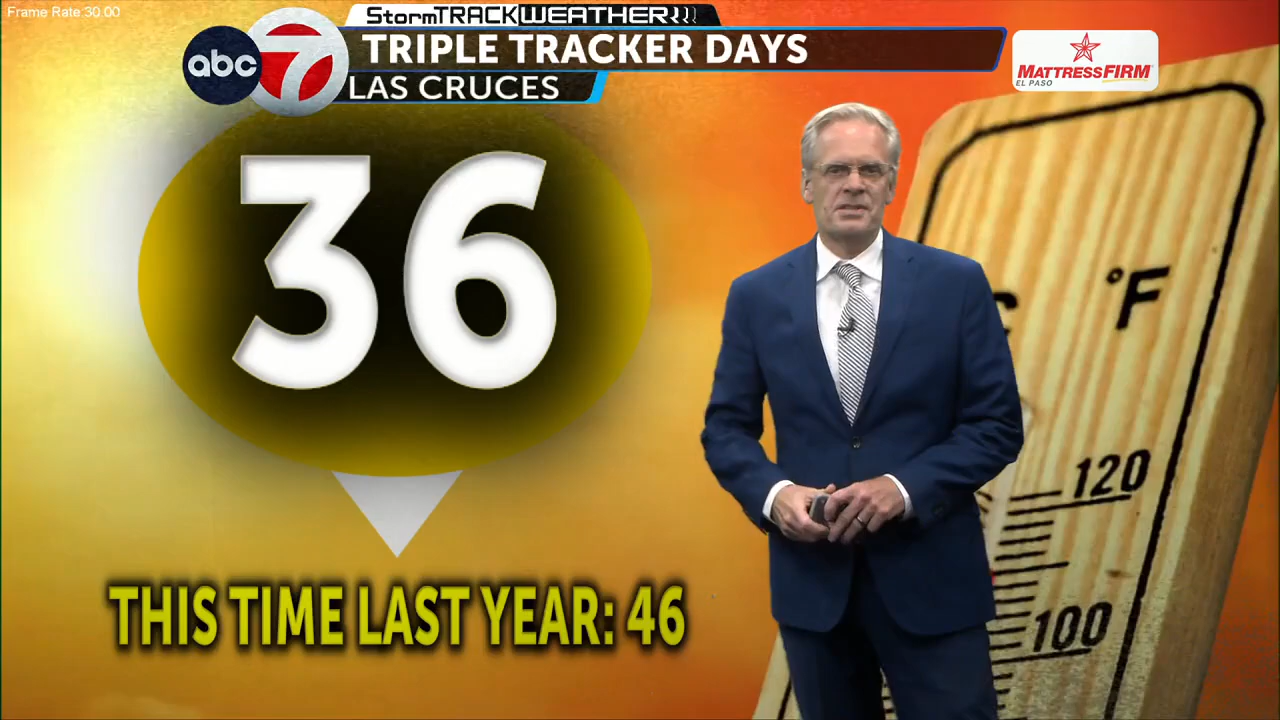 Frame Rate:30.00
StormTRACKWEATHER
abc 7
TRIPLE TRACKER DAYS
LAS CRUCES
MATTRESSFIRM
EL PASO
36
THIS TIME LAST YEAR: 46
°F
120
100